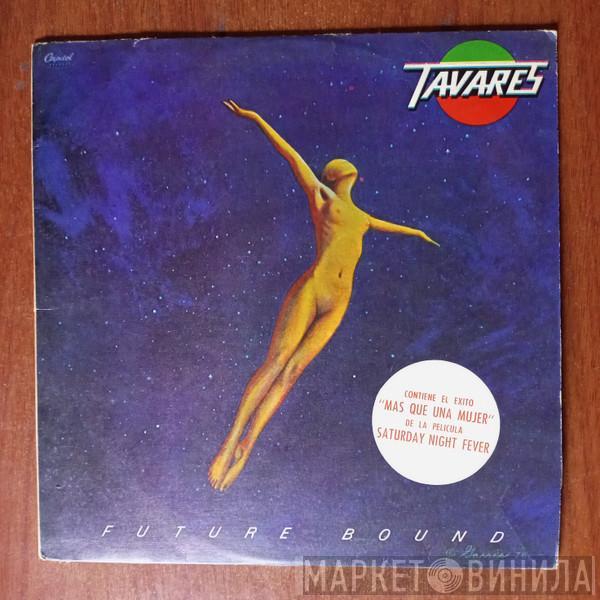 Capitol
TAVARES
CONTIENE EL EXITO
"MAS QUE UNA MUJER"
DE LA PELICULA
SATURDAY NIGHT FEVER
FUTURE BOUND
МАРКЕТ ВИНИЛА